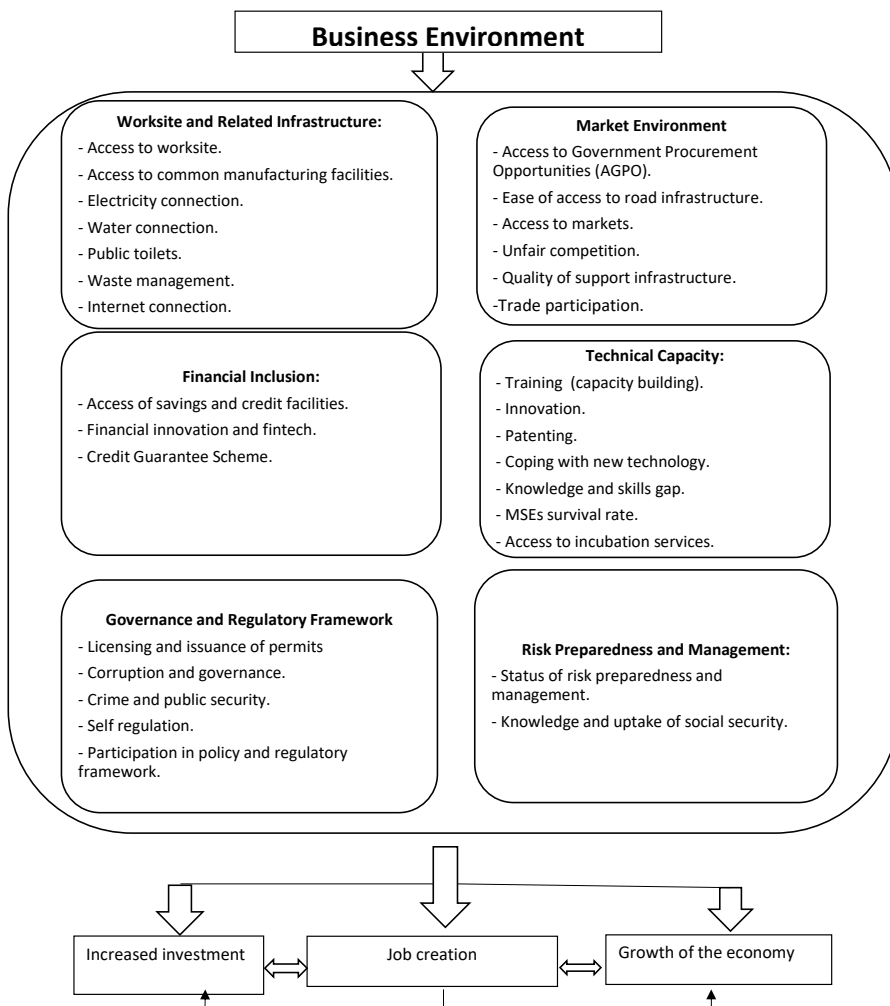 Business Environment
Worksite and Related Infrastructure:
- Access to worksite.
- Access to common manufacturing facilities.
- Electricity connection.
- Water connection.
- Public toilets.
- Waste management.
- Internet connection.
Market Environment
- Access to Government Procurement
Opportunities (AGPO).
- Ease of access to road infrastructure.
- Access to markets.
- Unfair competition.
- Quality of support infrastructure.
-Trade participation.
Financial Inclusion:
- Access of savings and credit facilities.
- Financial innovation and fintech.
- Credit Guarantee Scheme.
Technical Capacity:
- Training (capacity building).
- Innovation.
- Patenting.
- Coping with new technology.
- Knowledge and skills gap.
- MSEs survival rate.
- Access to incubation services.
Governance and Regulatory Framework
- Licensing and issuance of permits
- Corruption and governance.
- Crime and public security.
- Self regulation.
- Participation in policy and regulatory
framework.
Risk Preparedness and Management:
- Status of risk preparedness and
management.
- Knowledge and uptake of social security.
Increased investment
Job creation
Growth of the economy